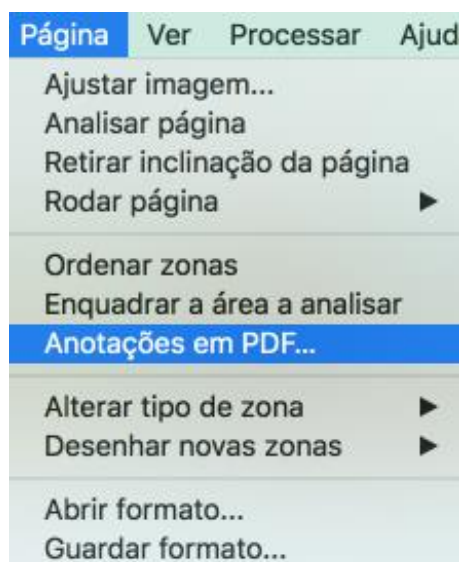 Página Ver Processar Ajud
Ajustar imagem...
Analisar página
Retirar inclinação da página
Rodar página ▶
Ordenar zonas
Enquadrar a área a analisar
Anotações em PDF...
Alterar tipo de zona ▶
Desenhar novas zonas ▶
Abrir formato...
Guardar formato...